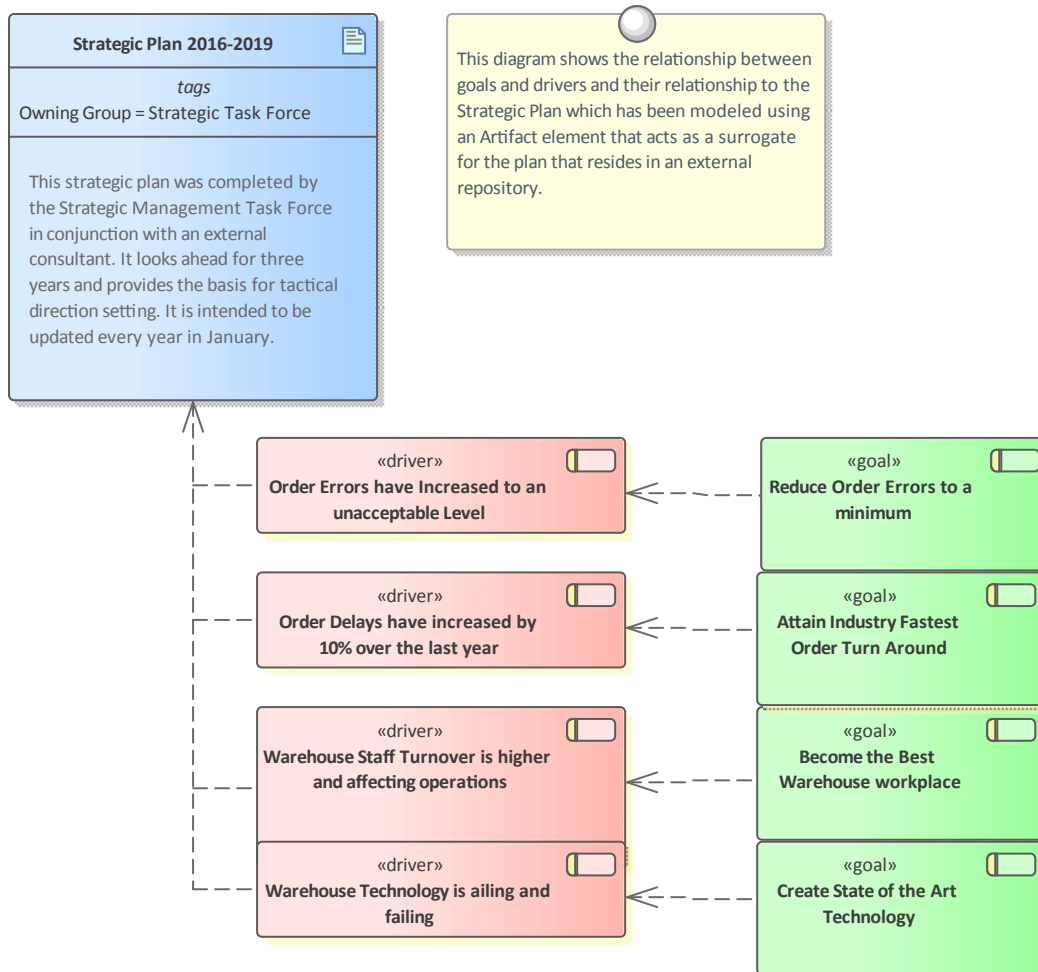 Strategic Plan 2016-2019
tags
Owning Group = Strategic Task Force
This strategic plan was completed by
the Strategic Management Task Force
in conjunction with an external
consultant. It looks ahead for three
years and provides the basis for tactical
direction setting. It is intended to be
updated every year in January.
This diagram shows the relationship between
goals and drivers and their relationship to the
Strategic Plan which has been modeled using
an Artifact element that acts as a surrogate
for the plan that resides in an external
repository.
«driver»
Order Errors have Increased to an
unacceptable Level
«goal»
Reduce Order Errors to a
minimum
«driver»
Order Delays have increased by
10% over the last year
«goal»
Attain Industry Fastest
Order Turn Around
«driver»
Warehouse Staff Turnover is higher
and affecting operations
«goal»
Become the Best
Warehouse workplace
«driver»
Warehouse Technology is ailing and
failing
«goal»
Create State of the Art
Technology